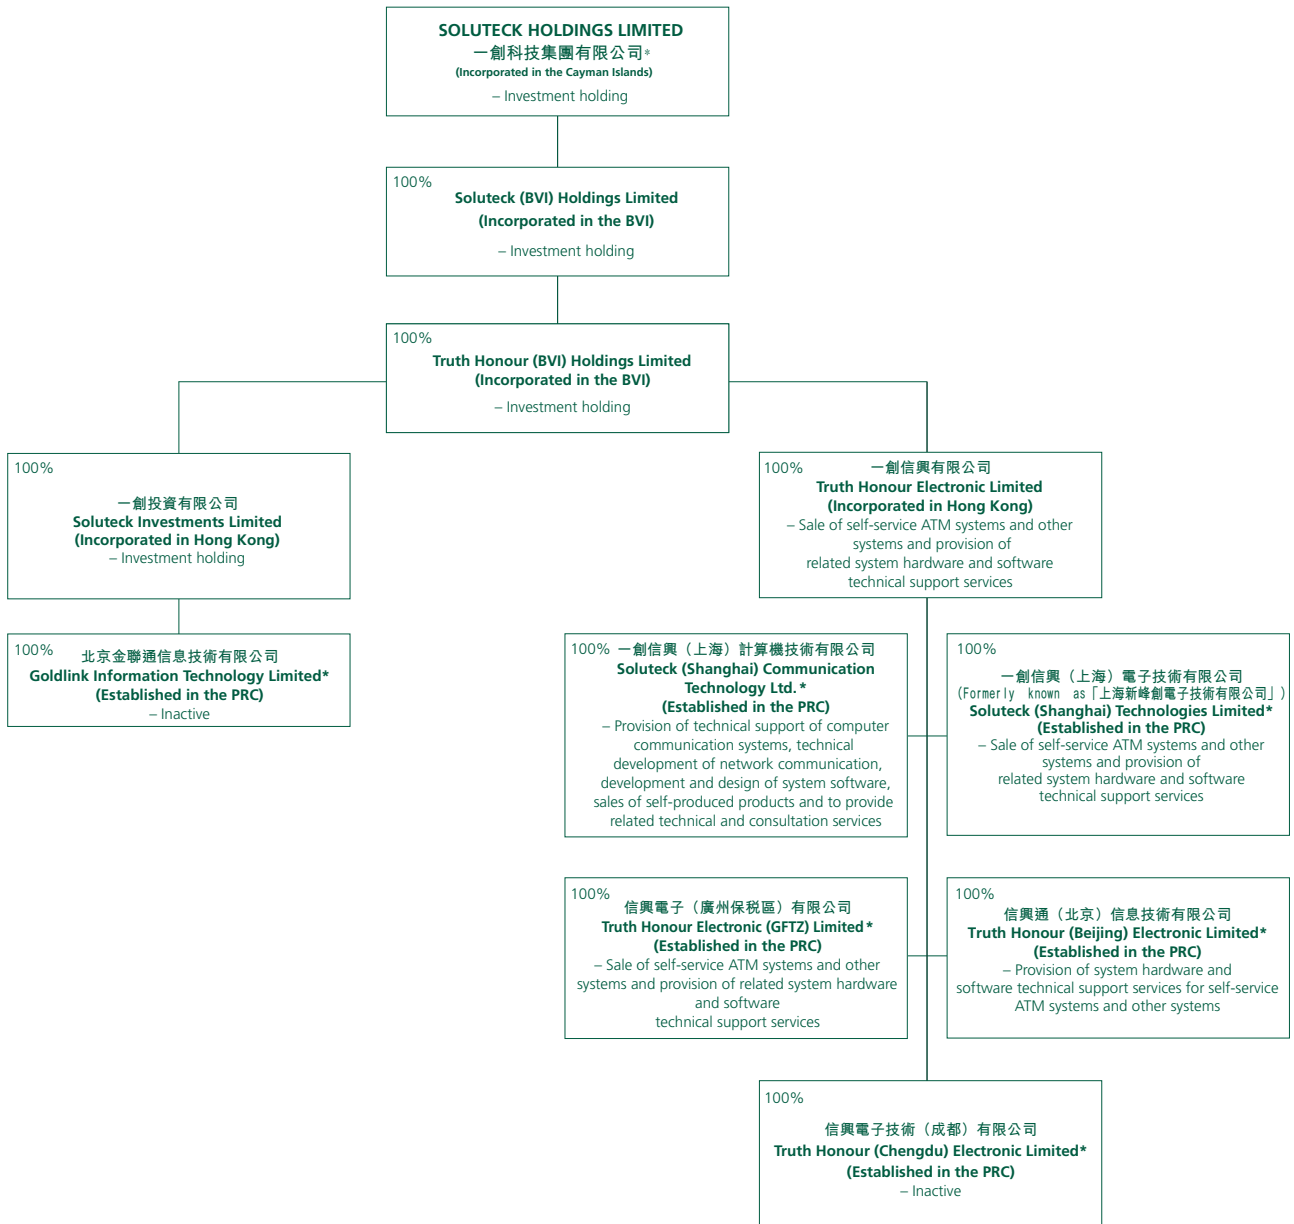 SOLUTECK HOLDINGS LIMITED
一創科技集團有限公司*
(Incorporated in the Cayman Islands)
– Investment holding
100%
Soluteck (BVI) Holdings Limited
(Incorporated in the BVI)
– Investment holding
100%
Truth Honour (BVI) Holdings Limited
(Incorporated in the BVI)
– Investment holding
100%
一創投資有限公司
Soluteck Investments Limited
(Incorporated in Hong Kong)
– Investment holding
100%
一創信興有限公司
Truth Honour Electronic Limited
(Incorporated in Hong Kong)
– Sale of self-service ATM systems and other
systems and provision of
related system hardware and software
technical support services
100%
北京金聯通信息技術有限公司
Goldlink Information Technology Limited*
(Established in the PRC)
– Inactive
100%
一創信興（上海）計算機技術有限公司
Soluteck (Shanghai) Communication
Technology Ltd. *
(Established in the PRC)
– Provision of technical support of computer
communication systems, technical
development of network communication,
development and design of system software,
sales of self-produced products and to provide
related technical and consultation services
100%
一創信興（上海）電子技術有限公司
(Formerly known as「上海新峰創電子技術有限公司」)
Soluteck (Shanghai) Technologies Limited*
(Established in the PRC)
– Sale of self-service ATM systems and other
systems and provision of
related system hardware and software
technical support services
100%
信興電子（廣州保稅區）有限公司
Truth Honour Electronic (GFTZ) Limited*
(Established in the PRC)
– Sale of self-service ATM systems and other
systems and provision of related system hardware
and software
technical support services
100%
信興通（北京）信息技術有限公司
Truth Honour (Beijing) Electronic Limited*
(Established in the PRC)
– Provision of system hardware and
software technical support services for self-service
ATM systems and other systems
100%
信興電子技術（成都）有限公司
Truth Honour (Chengdu) Electronic Limited*
(Established in the PRC)
– Inactive